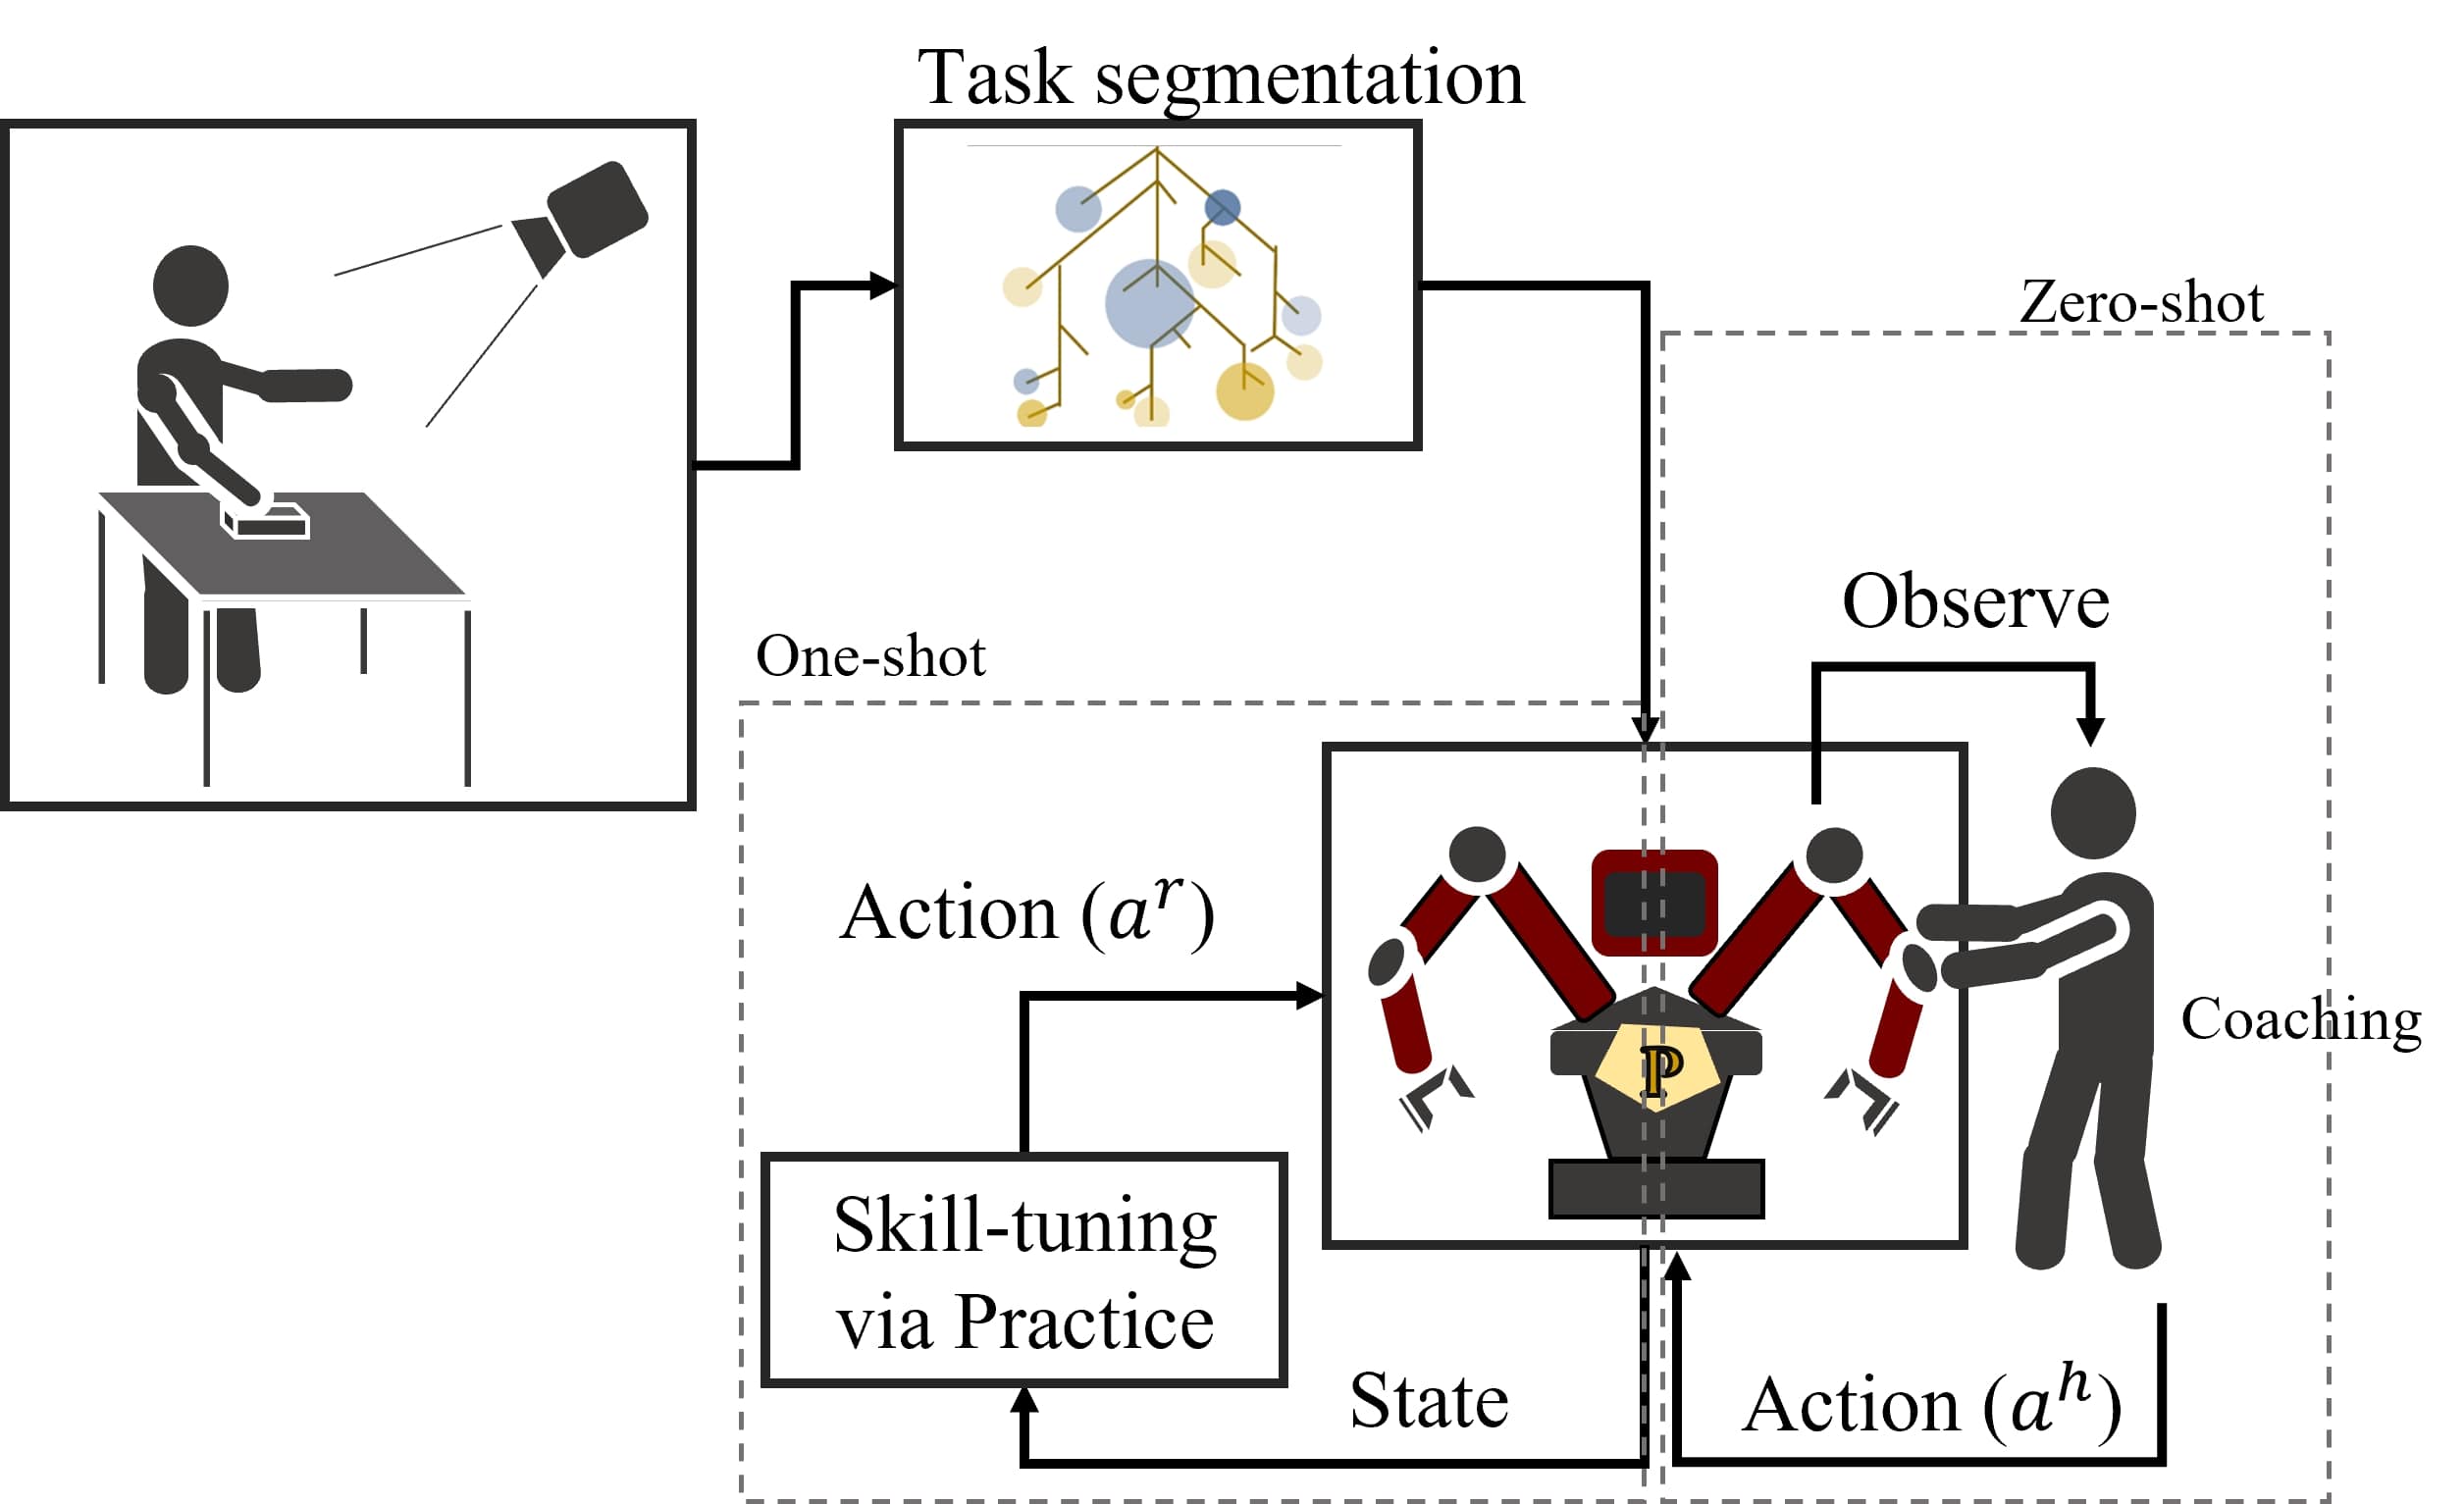 Task segmentation
Zero-shot
Observe
One-shot
Action (a^r)
Coaching
P
Skill-tuning
via Practice
State
Action (a^h)